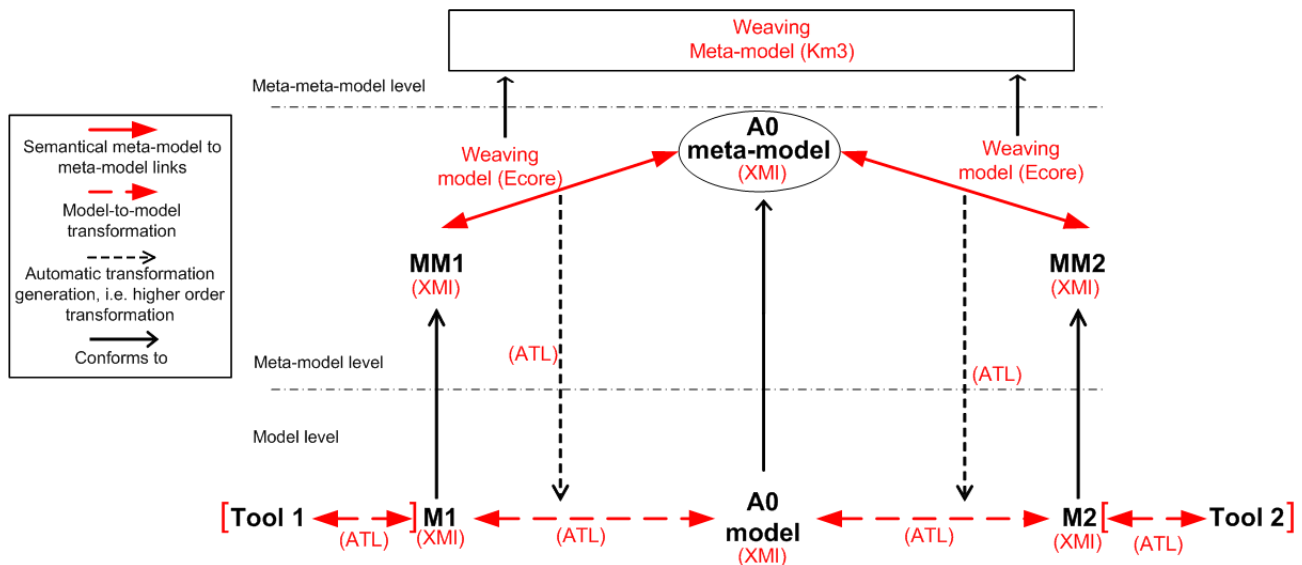 Weaving
Meta-model (Km3)
Meta-meta-model level
Semantical meta-model to
meta-model links
Model-to-model
transformation
Automatic transformation
generation, i.e. higher order
transformation
Conforms to
A0
meta-model
(XMI)
Weaving
model (Ecore)
Weaving
model (Ecore)
MM1
(XMI)
MM2
(XMI)
(ATL)
(ATL)
Meta-model level
Model level
[Tool 1
(ATL)
]M1
(XMI)
(ATL)
A0
model
(XMI)
(ATL)
M2[
(XMI)
(ATL)
Tool 2]